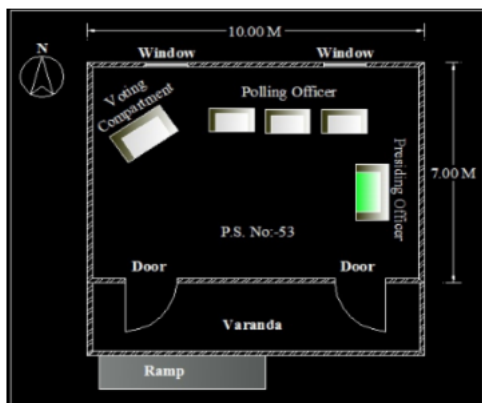 10.00 M
N
Window
Window
Voting
Compartment
Polling Officer
Presiding Officer
7.00 M
P.S. No:-53
Door
Door
Varanda
Ramp